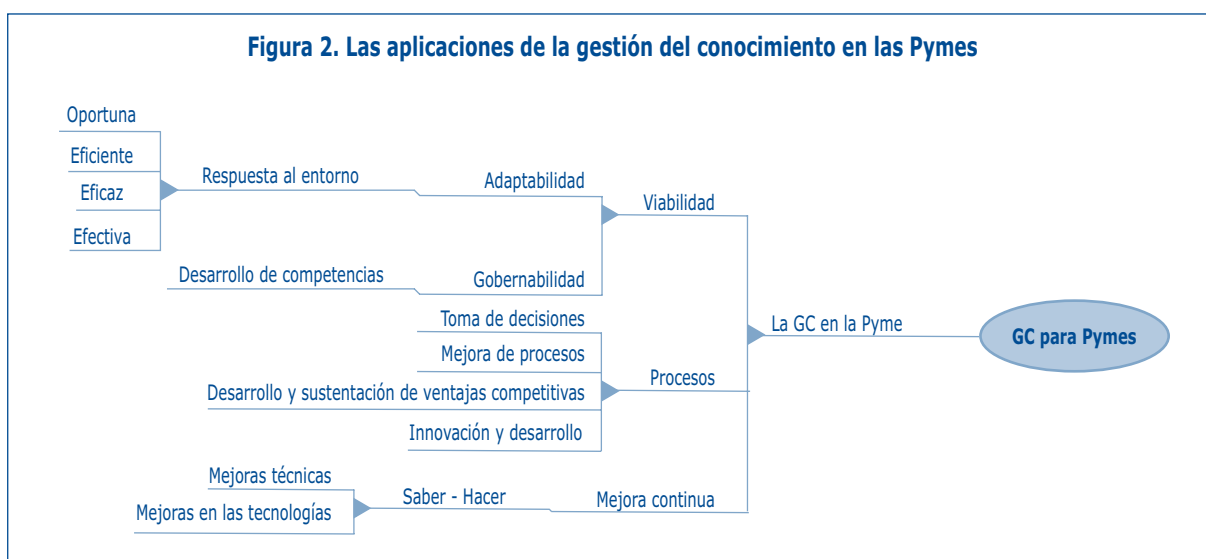 Figura 2. Las aplicaciones de la gestión del conocimiento en las Pymes
Oportuna
Eficiente
Eficaz
Efectiva
Respuesta al entorno
Adaptabilidad
Viabilidad
Desarrollo de competencias
Gobernabilidad
Toma de decisiones
Mejora de procesos
Desarrollo y sustentación de ventajas competitivas
Innovación y desarrollo
Procesos
La GC en la Pyme
GC para Pymes
Mejoras técnicas
Mejoras en las tecnologías
Saber - Hacer
Mejora continua